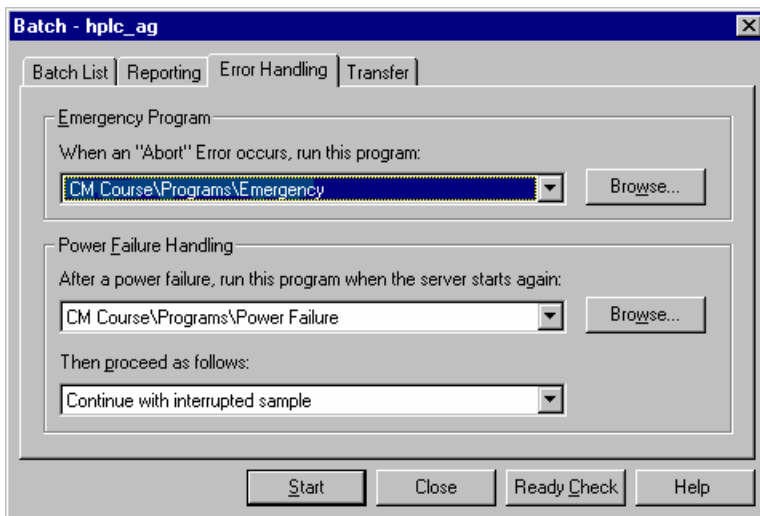 Batch - hplc_ag
Batch List Reporting Error Handling Transfer
Emergency Program
When an "Abort" Error occurs, run this program:
CM Course\Programs\Emergency Browse...
Power Failure Handling
After a power failure, run this program when the server starts again:
CM Course\Programs\Power Failure Browse...
Then proceed as follows:
Continue with interrupted sample
Start Close Ready Check Help